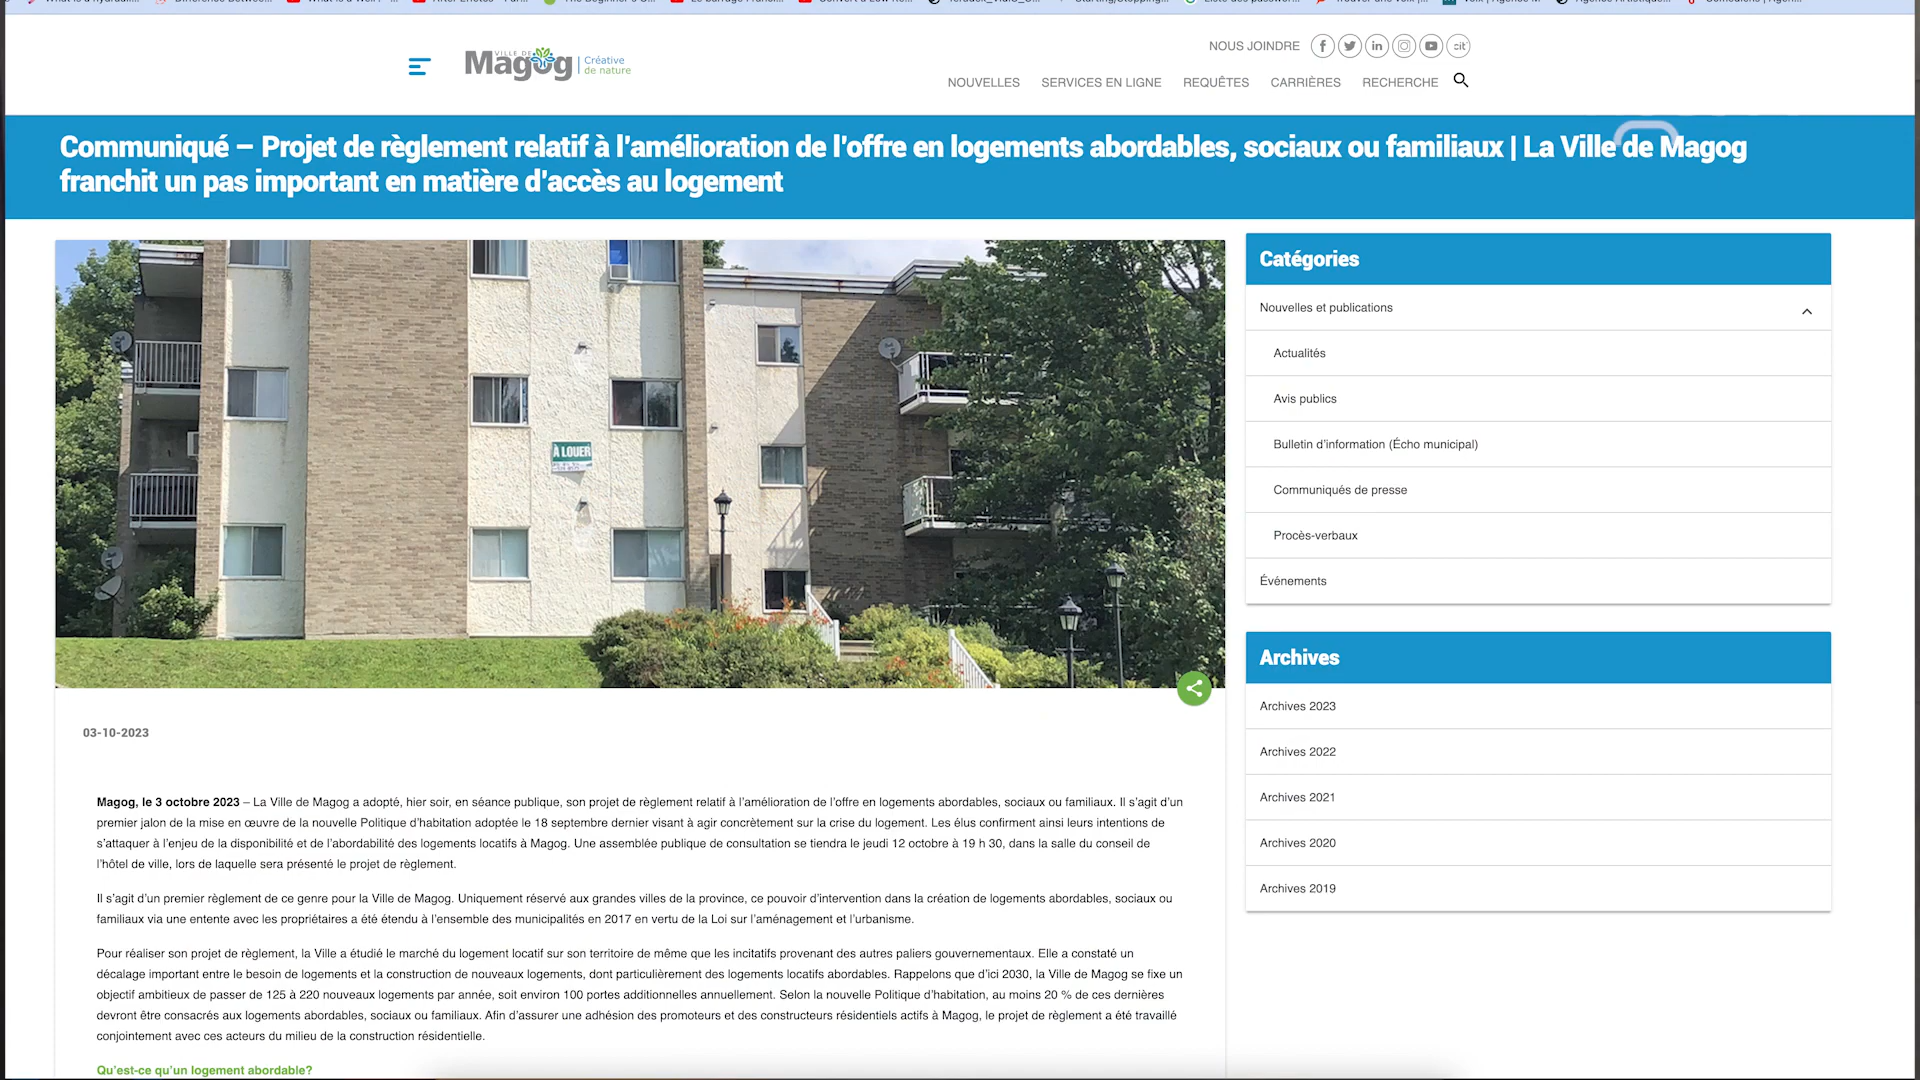 NOUS JOINDRE
cit
VILLE DE
Magog
Créative
de nature
NOUVELLES SERVICES EN LIGNE REQUÊTES CARRIÈRES RECHERCHE
Communiqué – Projet de règlement relatif à l'amélioration de l'offre en logements abordables, sociaux ou familiaux | La Ville de Magog
franchit un pas important en matière d'accès au logement
À LOUER
Catégories
Nouvelles et publications
Actualités
Avis publics
Bulletin d'information (Écho municipal)
Communiqués de presse
Procès-verbaux
Événements
Archives
Archives 2023
Archives 2022
Archives 2021
Archives 2020
Archives 2019
03-10-2023
Magog, le 3 octobre 2023 – La Ville de Magog a adopté, hier soir, en séance publique, son projet de règlement relatif à l'amélioration de l'offre en logements abordables, sociaux ou familiaux. Il s'agit d'un
premier jalon de la mise en œuvre de la nouvelle Politique d'habitation adoptée le 18 septembre dernier visant à agir concrètement sur la crise du logement. Les élus confirment ainsi leurs intentions de
s'attaquer à l'enjeu de la disponibilité et de l'abordabilité des logements locatifs à Magog. Une assemblée publique de consultation se tiendra le jeudi 12 octobre à 19 h 30, dans la salle du conseil de
l'hôtel de ville, lors de laquelle sera présenté le projet de règlement.
Il s'agit d'un premier règlement de ce genre pour la Ville de Magog. Uniquement réservé aux grandes villes de la province, ce pouvoir d'intervention dans la création de logements abordables, sociaux ou
familiaux via une entente avec les propriétaires a été étendu à l'ensemble des municipalités en 2017 en vertu de la Loi sur l'aménagement et l'urbanisme.
Pour réaliser son projet de règlement, la Ville a étudié le marché du logement locatif sur son territoire de même que les incitatifs provenant des autres paliers gouvernementaux. Elle a constaté un
décalage important entre le besoin de logements et la construction de nouveaux logements, dont particulièrement des logements locatifs abordables. Rappelons que d'ici 2030, la Ville de Magog se fixe un
objectif ambitieux de passer de 125 à 220 nouveaux logements par année, soit environ 100 portes additionnelles annuellement. Selon la nouvelle Politique d'habitation, au moins 20 % de ces dernières
devront être consacrés aux logements abordables, sociaux ou familiaux. Afin d'assurer une adhésion des promoteurs et des constructeurs résidentiels actifs à Magog, le projet de règlement a été travaillé
conjointement avec ces acteurs du milieu de la construction résidentielle.
Qu'est-ce qu'un logement abordable?